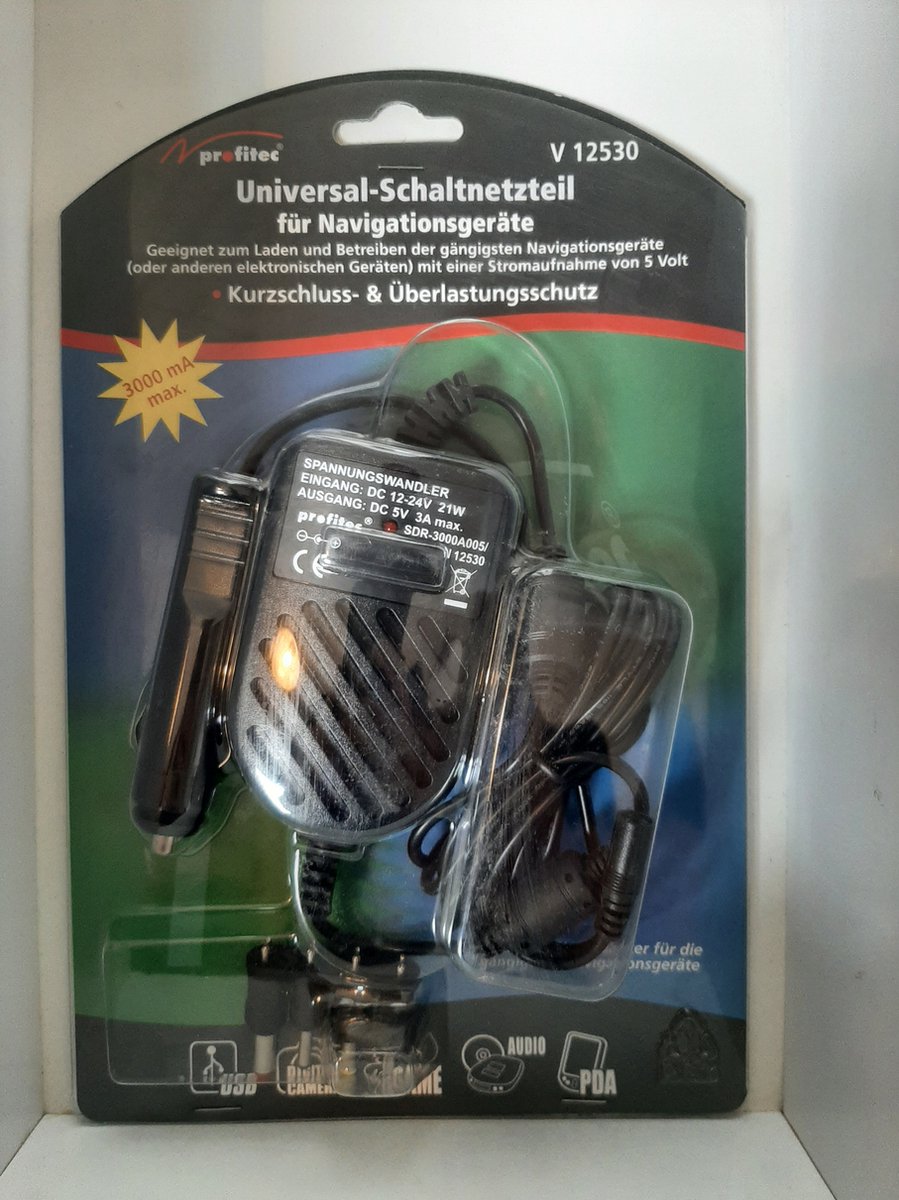 profitec®
V 12530
Universal-Schaltnetzteil
für Navigationsgeräte
Geeignet zum Laden und Betreiben der gängigsten Navigationsgeräte
(oder anderen elektronischen Geräten) mit einer Stromaufnahme von 5 Volt
• Kurzschluss- & Überlastungsschutz
3000 mA
max.
SPANNUNGSWANDLER
EINGANG: DC 12-24V 21W
AUSGANG: DC 5V 3A max.
profitec®
SDR-3000A005/
12530
CE
er für die
USB
AUDIO
PDA